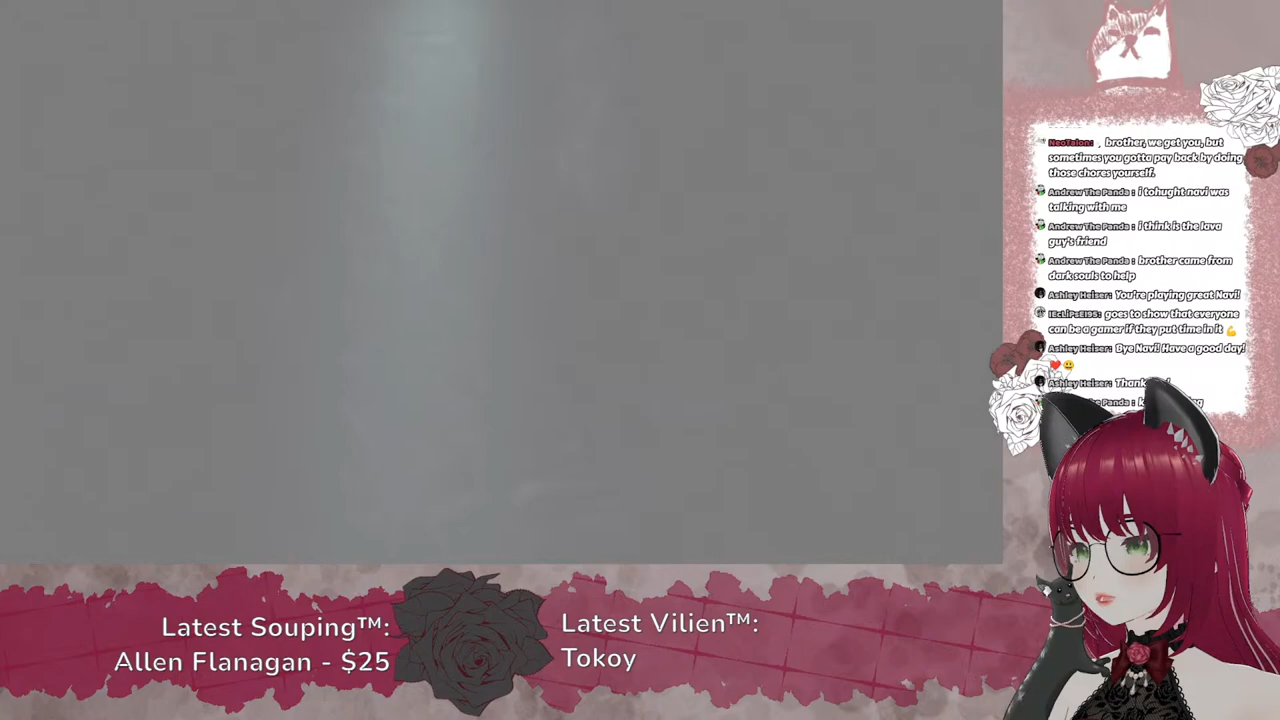 NeoTalon: , brother, we get you, but
sometimes you gotta pay back by doing
those chores yourself.
Andrew The Panda : i tohught navi was
talking with me
Andrew The Panda : i think is the lava
guy's friend
Andrew The Panda : brother came from
dark souls to help
Ashley Heiser: You're playing great Navi!
IEcLiPsEI95: goes to show that everyone
can be a gamer if they put time in it 💪
Ashley Heiser: Bye Navi! Have a good day!
❤️😃
Ashley Heiser:
Panda :
Latest Souping™:
Allen Flanagan - $25
Latest Vilien™:
Tokoy